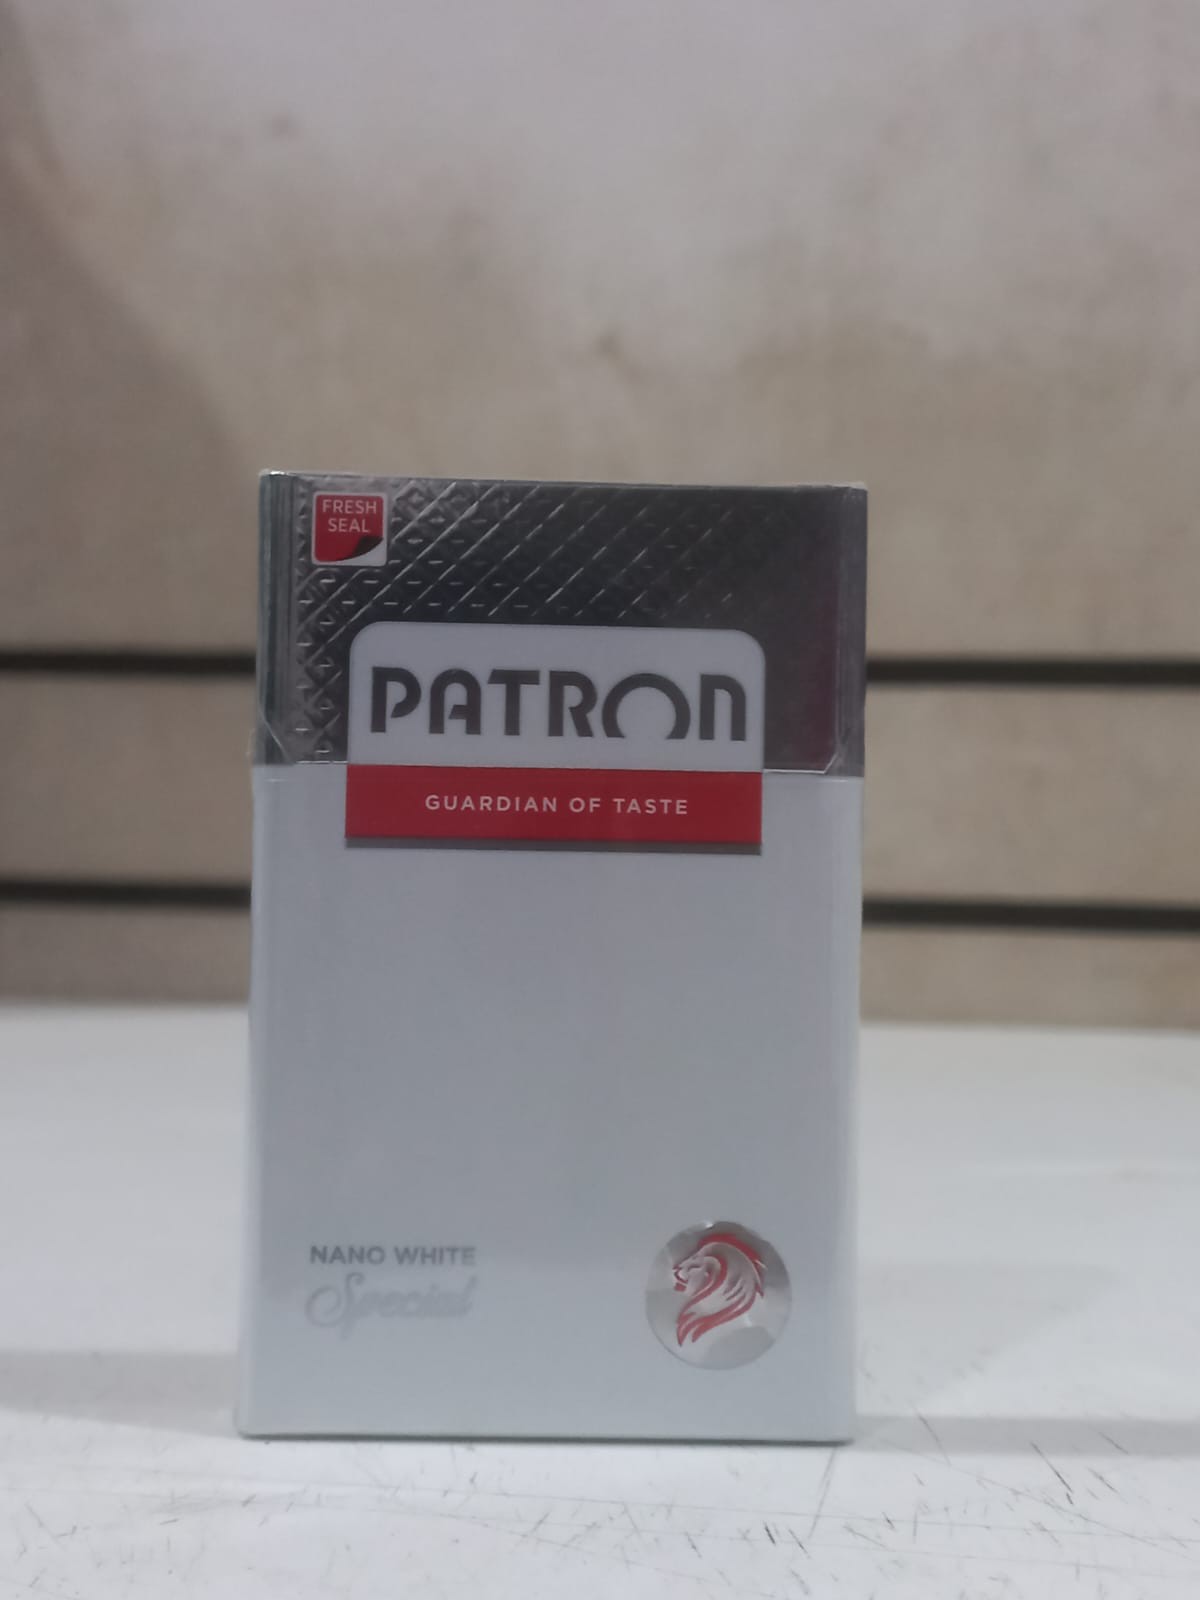 FRESH
SEAL
PATRON
GUARDIAN OF TASTE
NANO WHITE
Special